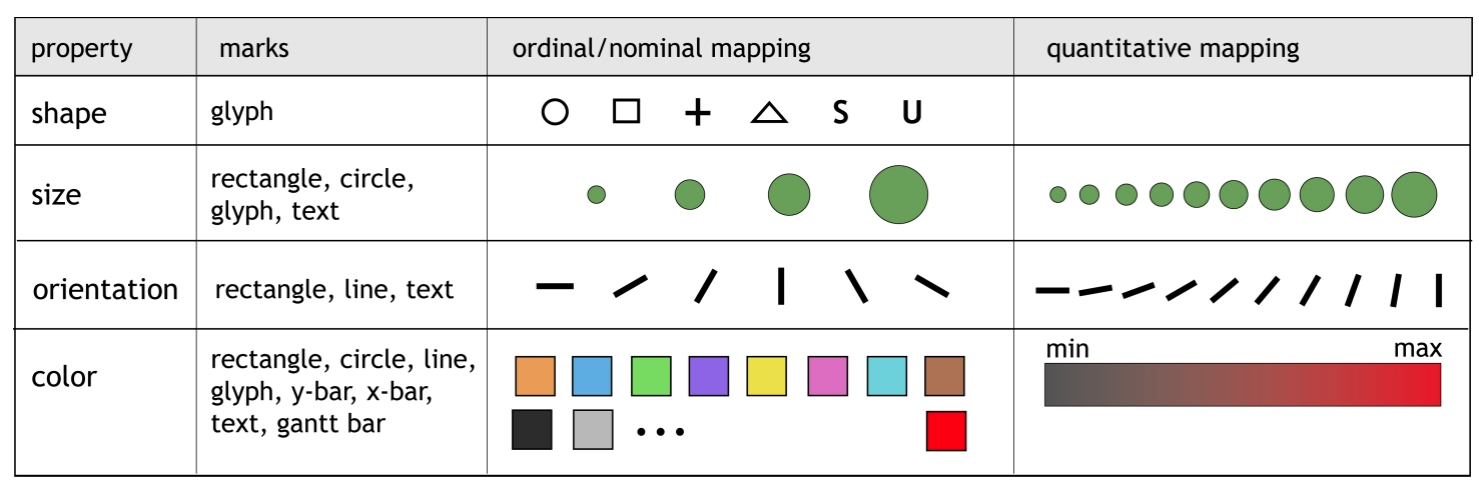 property marks ordinal/nominal mapping quantitative mapping
shape glyph S U
size rectangle, circle,
glyph, text
orientation rectangle, line, text
color rectangle, circle, line,
glyph, y-bar, x-bar,
text, gantt bar
• • •
min max